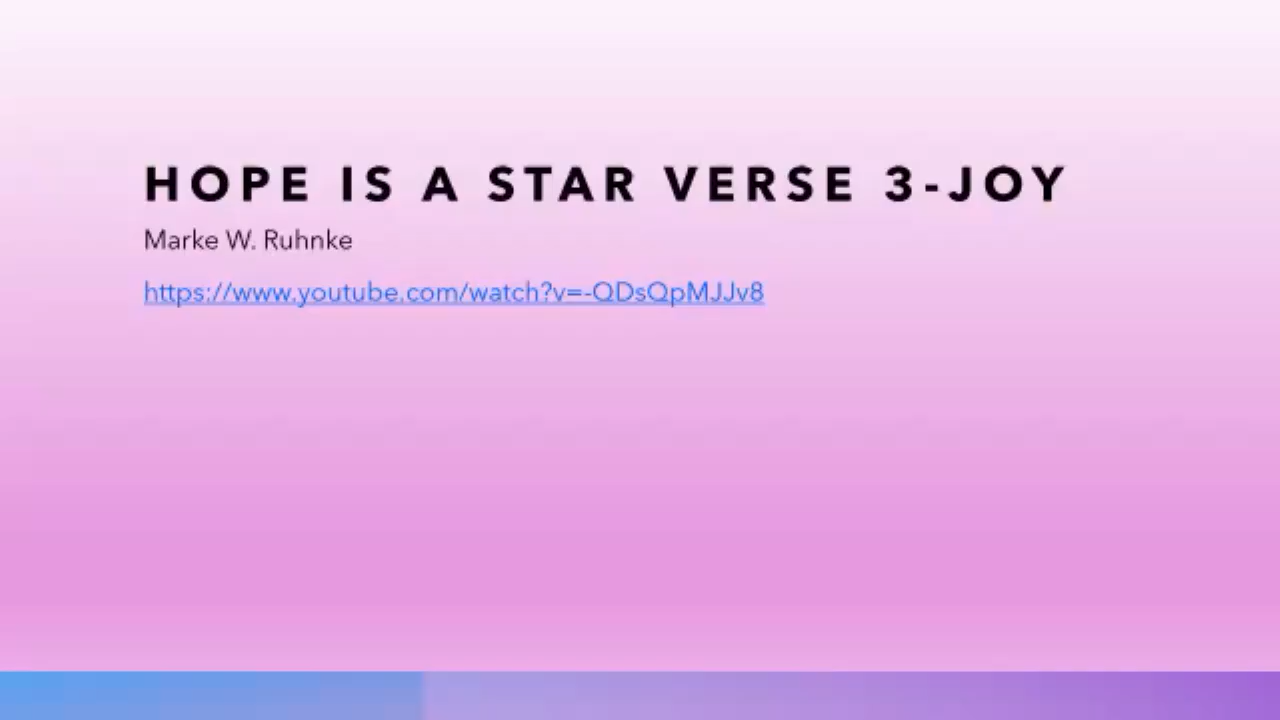 HOPE IS A STAR VERSE 3-JOY
Marke W. Ruhnke
https://www.youtube.com/watch?v=-QDsQpMJJv8